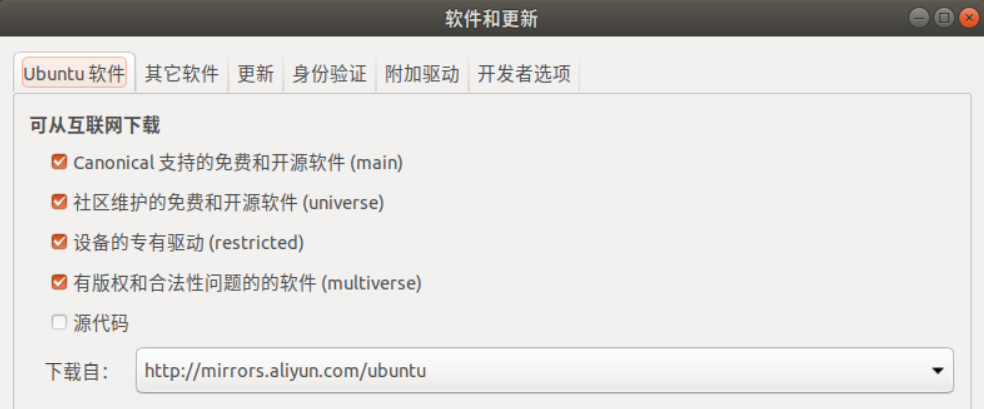 软件和更新
Ubuntu 软件 其它软件 更新 身份验证 附加驱动 开发者选项
可从互联网下载
Canonical 支持的免费和开源软件 (main)
社区维护的免费和开源软件 (universe)
设备的专有驱动 (restricted)
有版权和合法性问题的的软件 (multiverse)
源代码
下载自： http://mirrors.aliyun.com/ubuntu